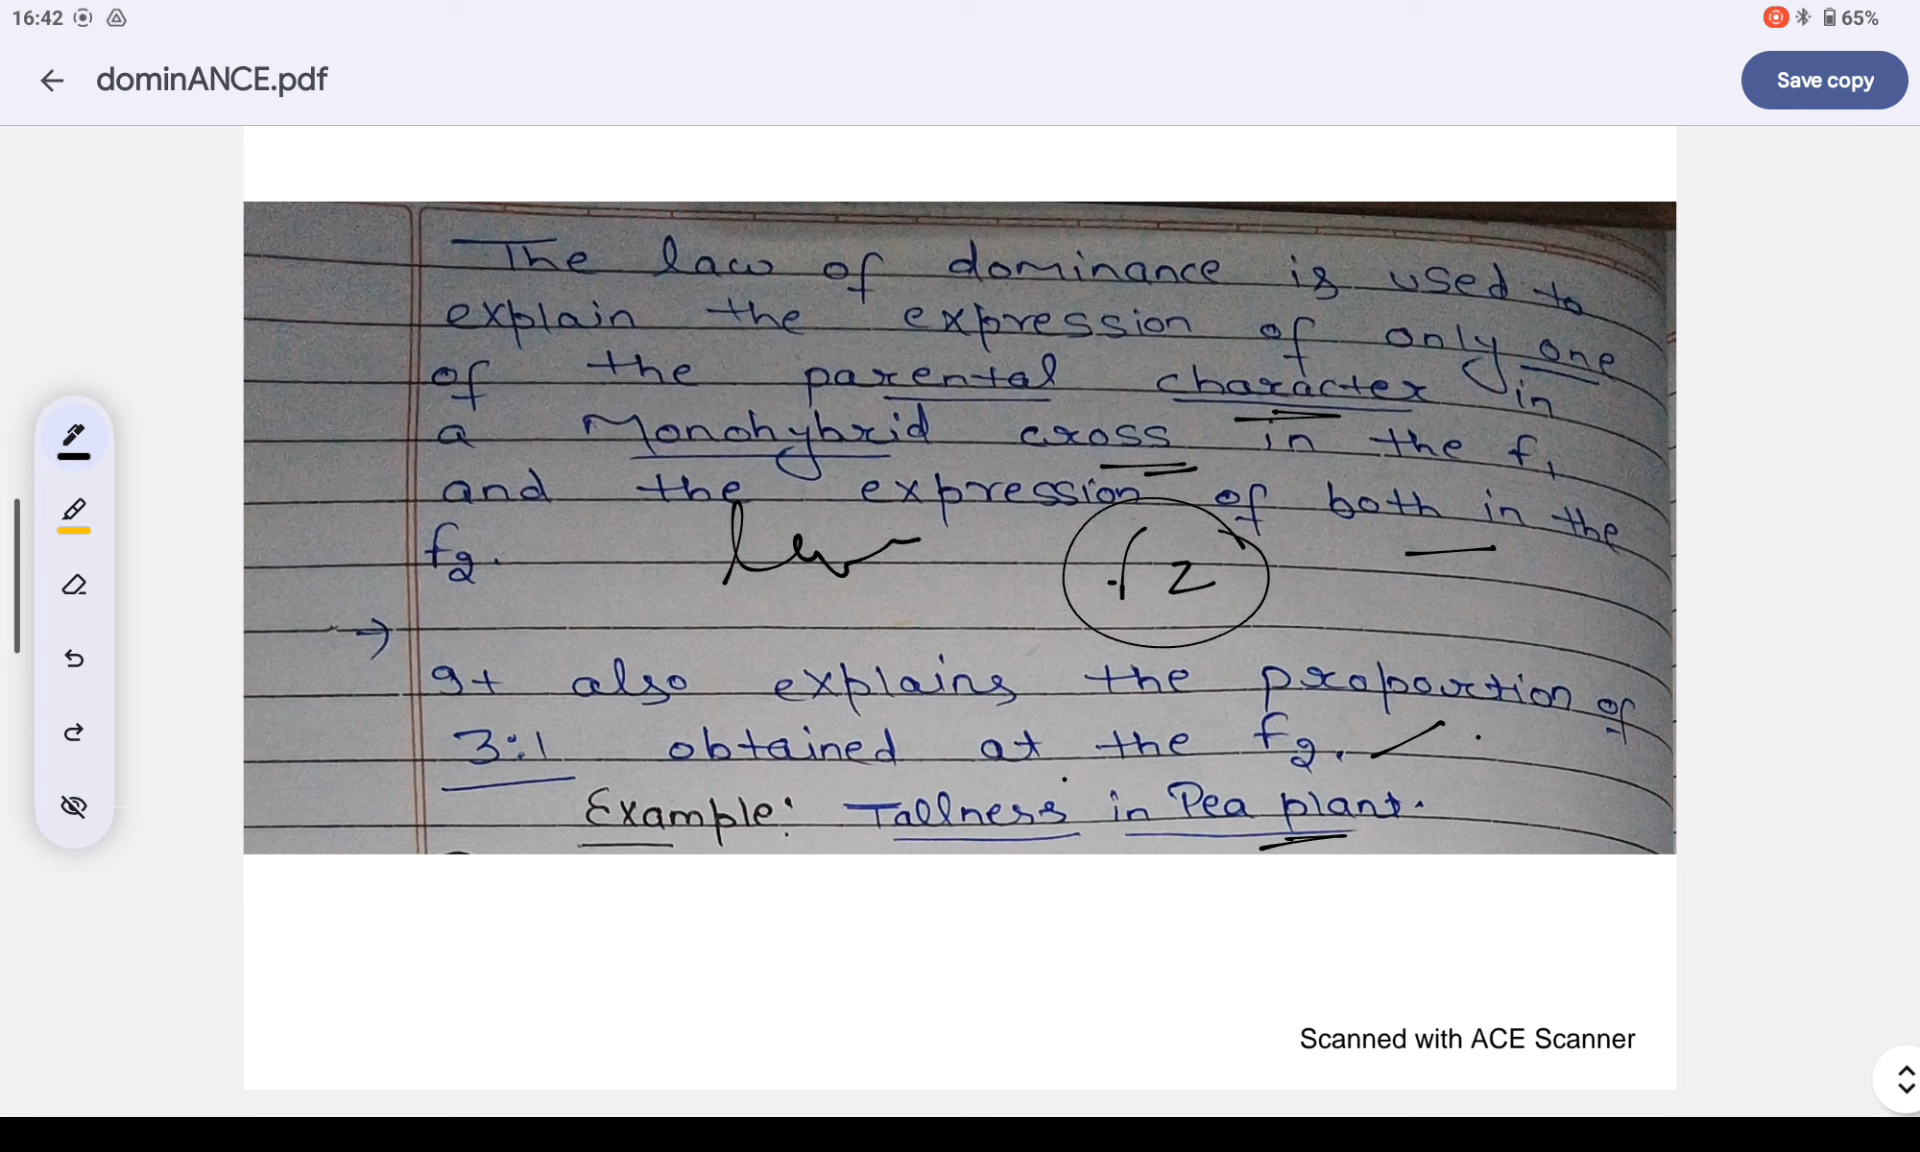 16:42
65%
dominANCE.pdf
Save copy
The law of dominance is used to
explain the expression of only one
of the parental character in
a Monohybrid cross in the f1
and the expression of both in the
f2.
f2
→
It also explains the propoartion of
3:1 obtained at the f2.
Example: Tallness in Pea plant.
Scanned with ACE Scanner